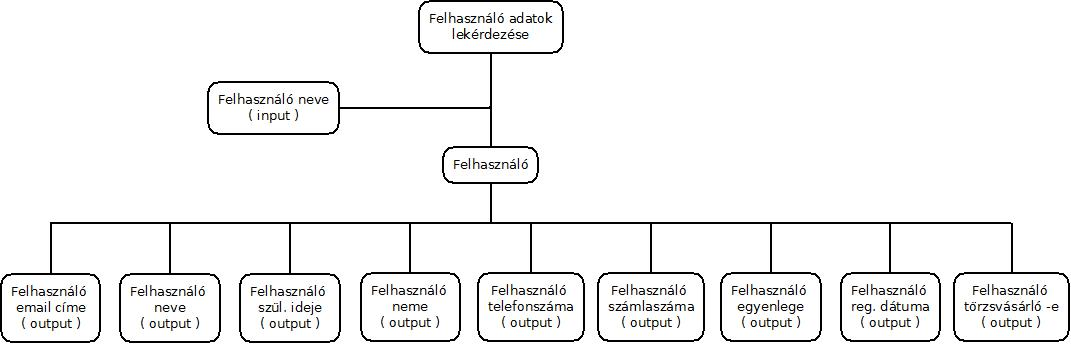 Felhasználó adatok
lekérdezése
Felhasználó neve
( input )
Felhasználó
Felhasználó
email címe
( output )
Felhasználó
neve
( output )
Felhasználó
szül. ideje
( output )
Felhasználó
neme
( output )
Felhasználó
telefonszáma
( output )
Felhasználó
számlaszáma
( output )
Felhasználó
egyenlege
( output )
Felhasználó
reg. dátuma
( output )
Felhasználó
tőrzsvásárló -e
( output )